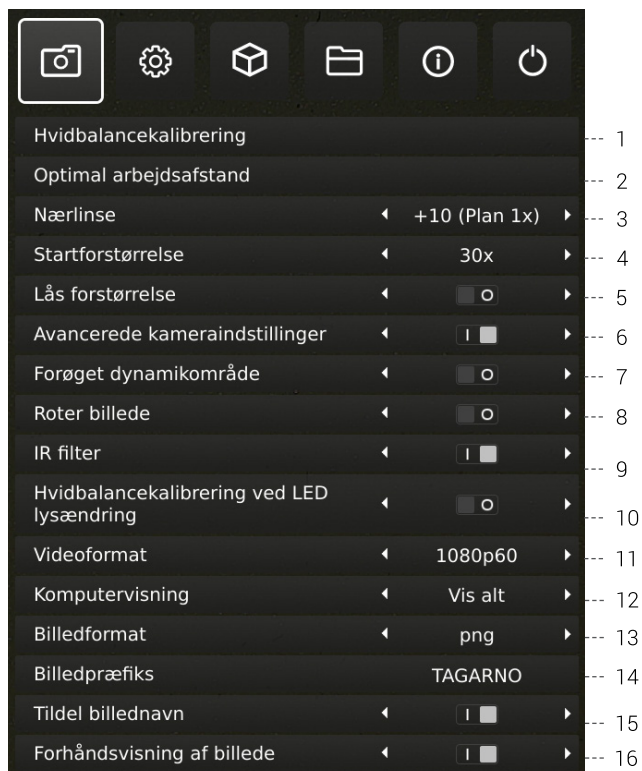 Hvidbalancekalibrering 1
Optimal arbejdsafstand 2
Nærlinse +10 (Plan 1x) 3
Startforstørrelse 30x 4
Lås forstørrelse 5
Avancerede kameraindstillinger 6
Forøget dynamikområde 7
Roter billede 8
IR filter 9
Hvidbalancekalibrering ved LED
lysændring 10
Videoformat 1080p60 11
Komputervisning Vis alt 12
Billedformat png 13
Billedpræfiks TAGARNO 14
Tildel billednavn 15
Forhåndsvisning af billede 16